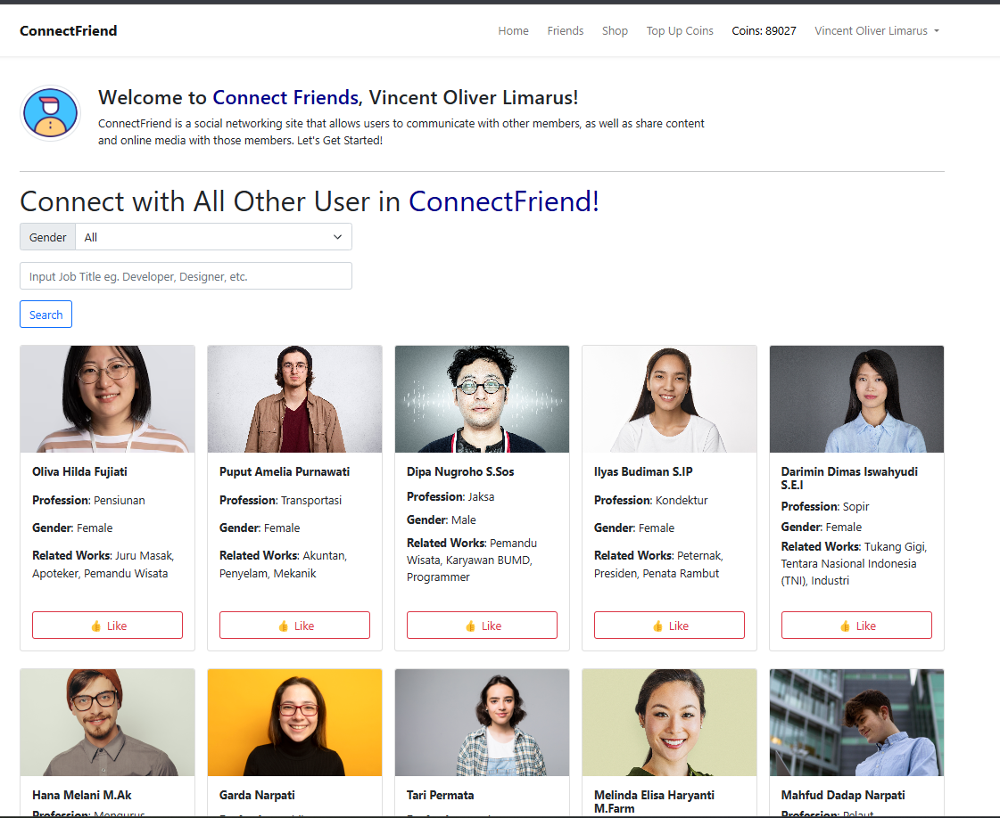 ConnectFriend
Home Friends Shop Top Up Coins Coins: 89027 Vincent Oliver Limarus
Welcome to Connect Friends, Vincent Oliver Limarus!
ConnectFriend is a social networking site that allows users to communicate with other members, as well as share content
and online media with those members. Let's Get Started!
Connect with All Other User in ConnectFriend!
Gender All
Input Job Title eg. Developer, Designer, etc.
Search
Oliva Hilda Fujiati
Profession: Pensiunan
Gender: Female
Related Works: Juru Masak,
Apoteker, Pemandu Wisata
👍 Like
Puput Amelia Purnawati
Profession: Transportasi
Gender: Female
Related Works: Akuntan,
Penyelam, Mekanik
👍 Like
Dipa Nugroho S.Sos
Profession: Jaksa
Gender: Male
Related Works: Pemandu
Wisata, Karyawan BUMD,
Programmer
👍 Like
Ilyas Budiman S.IP
Profession: Kondektur
Gender: Female
Related Works: Peternak,
Presiden, Penata Rambut
👍 Like
Darimin Dimas Iswahyudi
S.E.I
Profession: Sopir
Gender: Female
Related Works: Tukang Gigi,
Tentara Nasional Indonesia
(TNI), Industri
👍 Like
Hana Melani M.Ak
Profession: Mengurus
Garda Narpati
Tari Permata
Melinda Elisa Haryanti
M.Farm
Mahfud Dadap Narpati
Profession: Pelaut